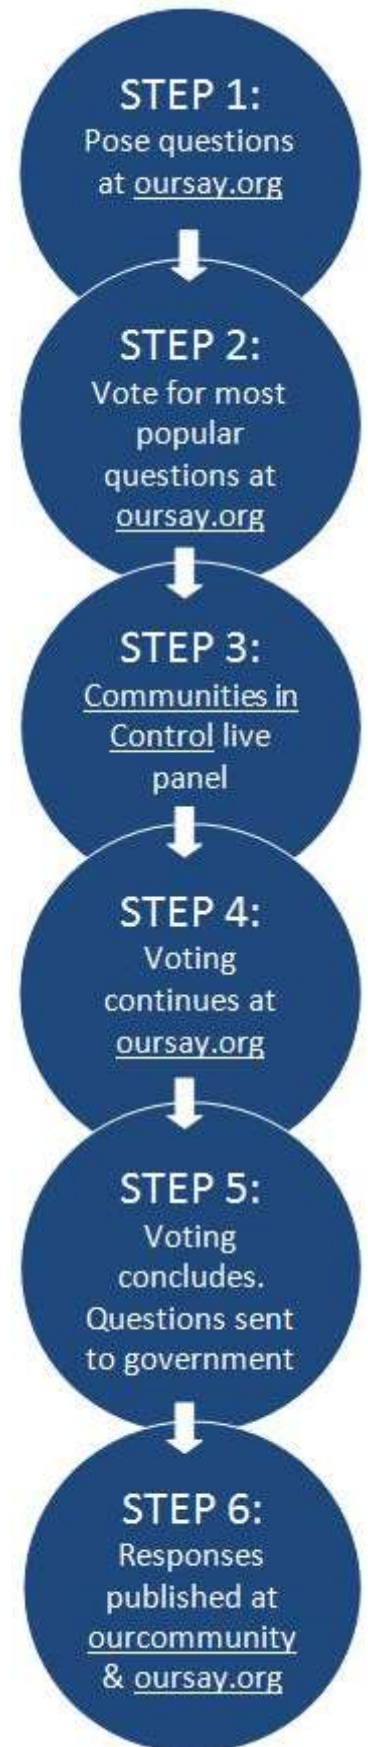 STEP 1:
Pose questions
at oursay.org
STEP 2:
Vote for most
popular
questions at
oursay.org
STEP 3:
Communities in
Control live
panel
STEP 4:
Voting
continues at
oursay.org
STEP 5:
Voting
concludes.
Questions sent
to government
STEP 6:
Responses
published at
ourcommunity
& oursay.org